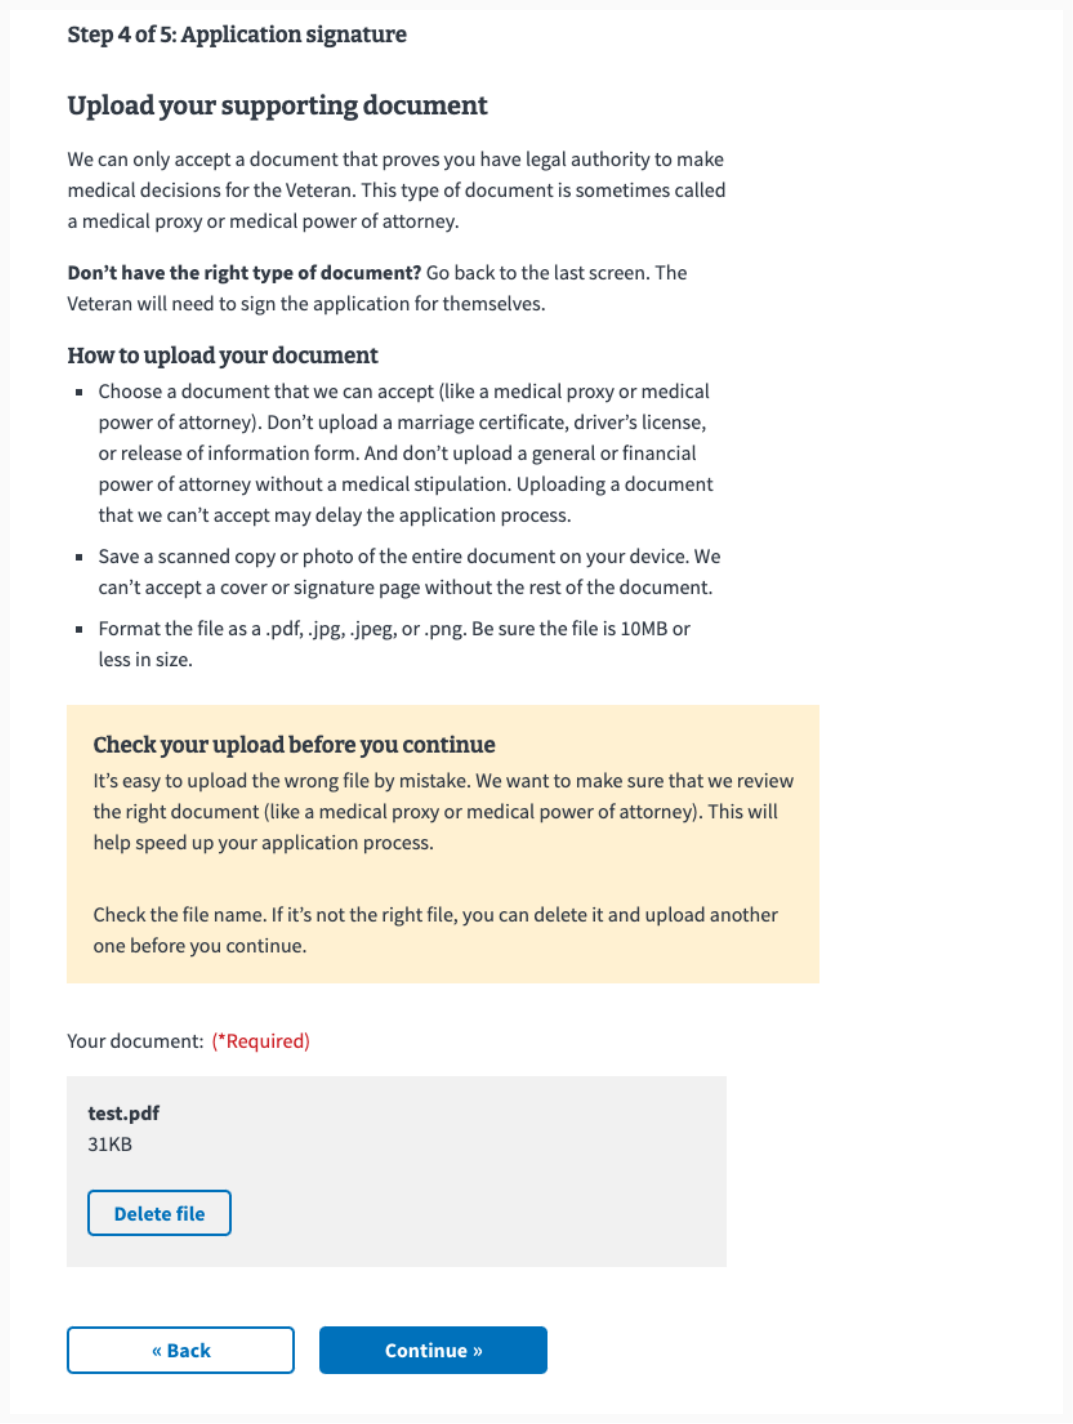 Step 4 of 5: Application signature
Upload your supporting document
We can only accept a document that proves you have legal authority to make
medical decisions for the Veteran. This type of document is sometimes called
a medical proxy or medical power of attorney.
Don’t have the right type of document? Go back to the last screen. The
Veteran will need to sign the application for themselves.
How to upload your document
▪ Choose a document that we can accept (like a medical proxy or medical
power of attorney). Don’t upload a marriage certificate, driver’s license,
or release of information form. And don’t upload a general or financial
power of attorney without a medical stipulation. Uploading a document
that we can’t accept may delay the application process.
▪ Save a scanned copy or photo of the entire document on your device. We
can’t accept a cover or signature page without the rest of the document.
▪ Format the file as a .pdf, .jpg, .jpeg, or .png. Be sure the file is 10MB or
less in size.
Check your upload before you continue
It’s easy to upload the wrong file by mistake. We want to make sure that we review
the right document (like a medical proxy or medical power of attorney). This will
help speed up your application process.
Check the file name. If it’s not the right file, you can delete it and upload another
one before you continue.
Your document: (*Required)
test.pdf
31KB
Delete file
« Back
Continue »